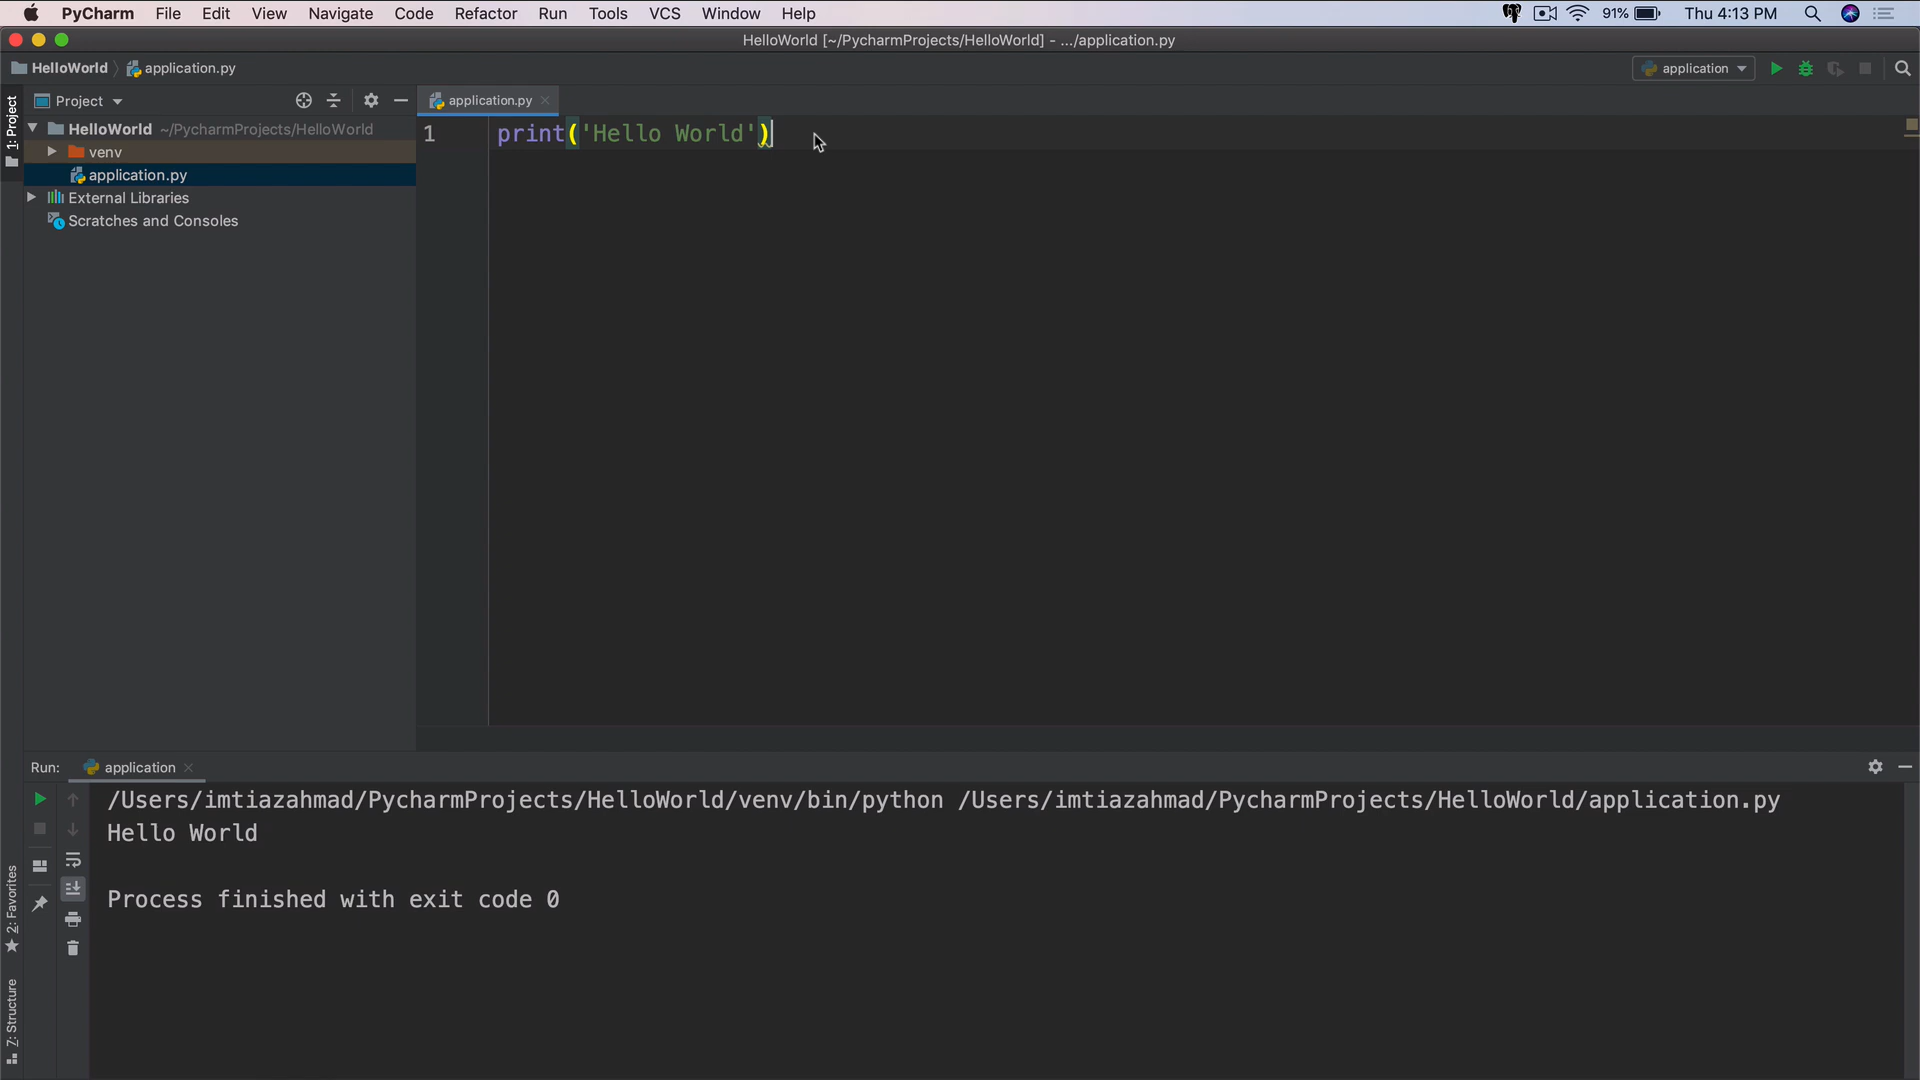 PyCharm File Edit View Navigate Code Refactor Run Tools VCS Window Help 91% Thu 4:13 PM
HelloWorld [~/PycharmProjects/HelloWorld] - .../application.py
HelloWorld application.py application
1: Project
Project
application.py
HelloWorld ~/PycharmProjects/HelloWorld
venv
application.py
External Libraries
Scratches and Consoles
1 print('Hello World')
Run: application
/Users/imtiazahmad/PycharmProjects/HelloWorld/venv/bin/python /Users/imtiazahmad/PycharmProjects/HelloWorld/application.py
Hello World
Process finished with exit code 0
2: Favorites
Z: Structure